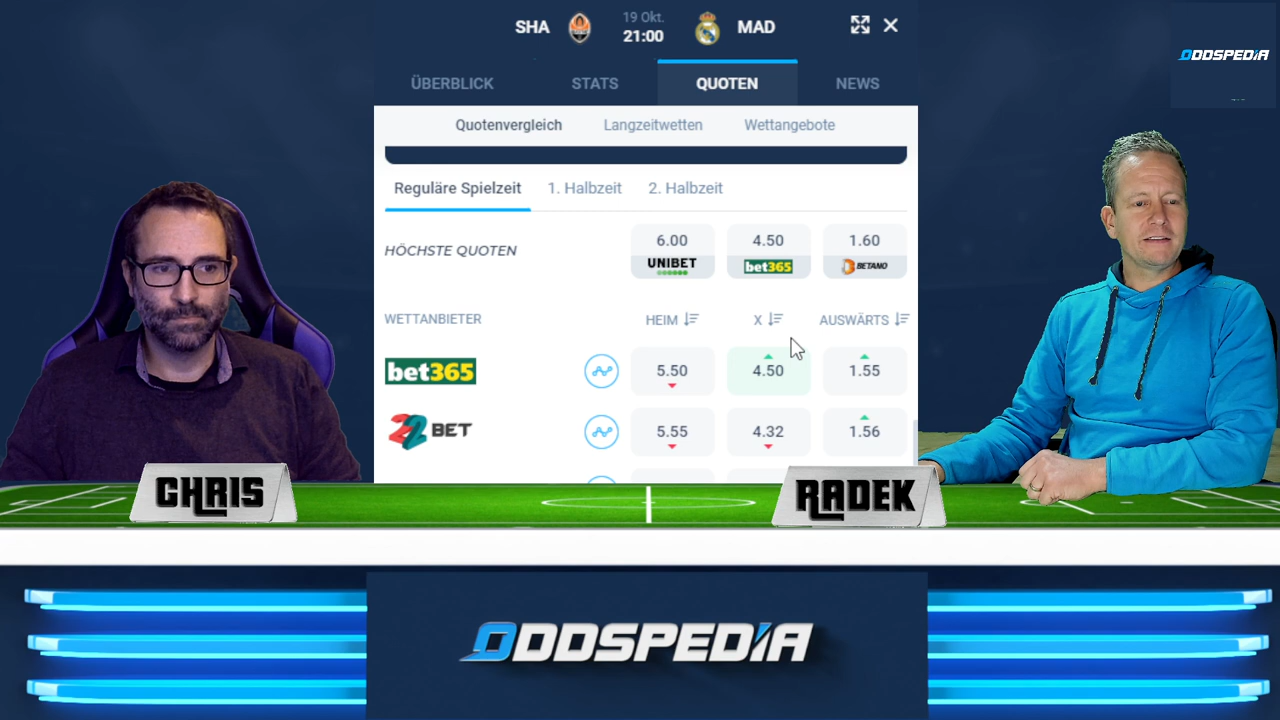 SHA
19 Okt.
21:00
MAD
ODDSPEDIA
ÜBERBLICK STATS QUOTEN NEWS
Quotenvergleich Langzeitwetten Wettangebote
Reguläre Spielzeit 1. Halbzeit 2. Halbzeit
HÖCHSTE QUOTEN 6.00 4.50 1.60
UNIBET bet365 BETANO
WETTANBIETER HEIM X AUSWÄRTS
bet365 5.50 4.50 1.55
22 BET 5.55 4.32 1.56
CHRIS RADEK
ODDSPEDIA